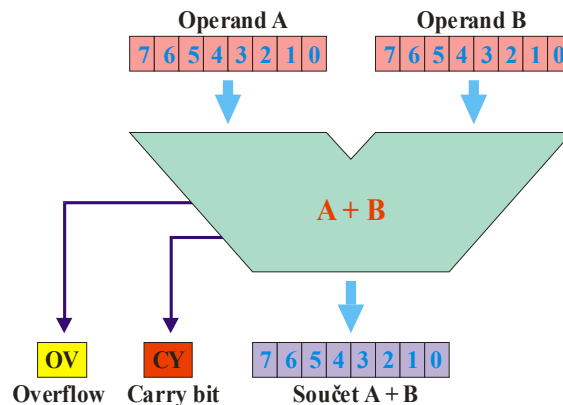 Operand A
Operand B
7 6 5 4 3 2 1 0
7 6 5 4 3 2 1 0
A + B
OV
CY
7 6 5 4 3 2 1 0
Overflow
Carry bit
Součet A + B